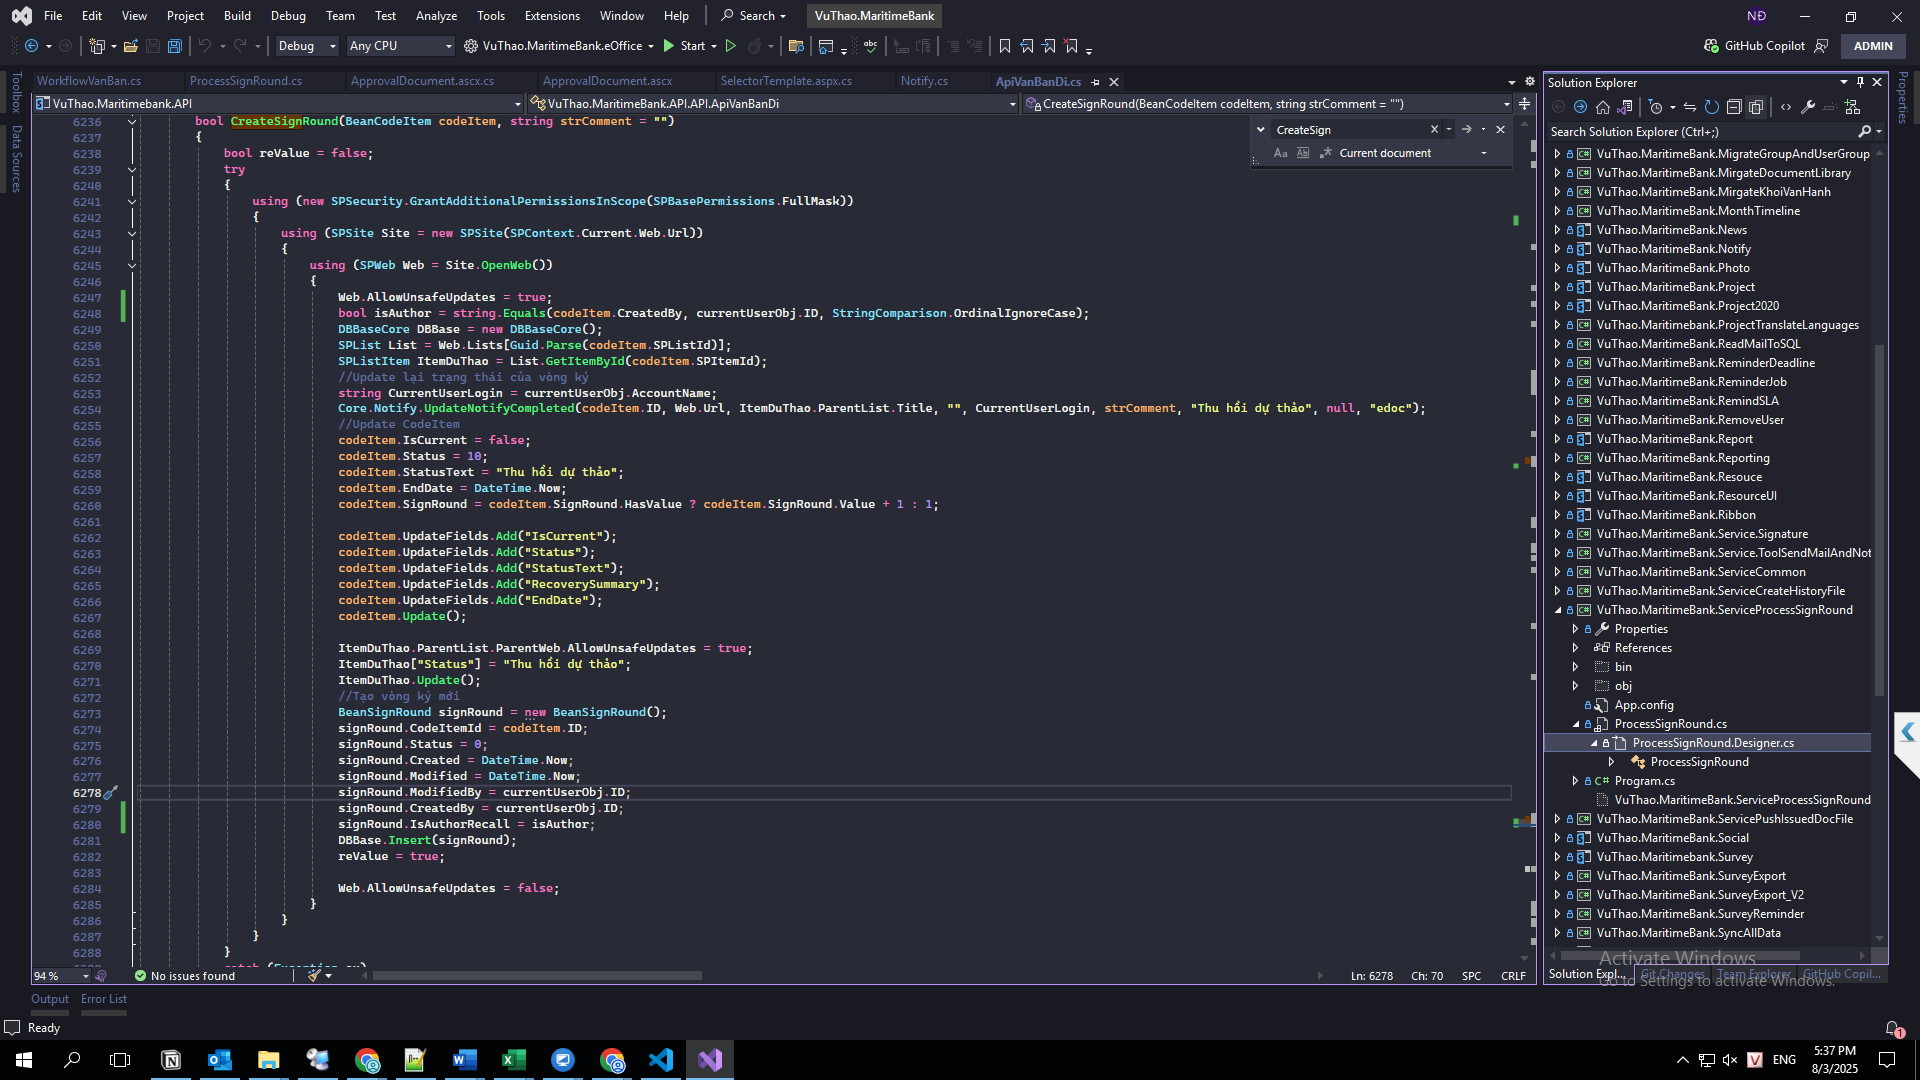 File Edit View Project Build Debug Team Test Analyze Tools Extensions Window Help Search VuThao.MaritimeBank NĐ
Debug Any CPU VuThao.MaritimeBank.eOffice Start GitHub Copilot ADMIN
WorkflowVanBan.cs ProcessSignRound.cs ApprovalDocument.ascx.cs ApprovalDocument.ascx SelectorTemplate.aspx.cs Notify.cs ApiVanBanDi.cs
VuThao.Maritimebank.API VuThao.MaritimeBank.API.API.ApiVanBanDi CreateSignRound(BeanCodeItem codeItem, string strComment = "")
Toolbox
Data Sources
CreateSign
Aa Current document
6236 bool CreateSignRound(BeanCodeItem codeItem, string strComment = "")
6237 {
6238 bool reValue = false;
6239 try
6240 {
6241 using (new SPSecurity.GrantAdditionalPermissionsInScope(SPBasePermissions.FullMask))
6242 {
6243 using (SPSite Site = new SPSite(SPContext.Current.Web.Url))
6244 {
6245 using (SPWeb Web = Site.OpenWeb())
6246 {
6247 Web.AllowUnsafeUpdates = true;
6248 bool isAuthor = string.Equals(codeItem.CreatedBy, currentUserObj.ID, StringComparison.OrdinalIgnoreCase);
6249 DBBaseCore DBBase = new DBBaseCore();
6250 SPList List = Web.Lists[Guid.Parse(codeItem.SPListId)];
6251 SPListItem ItemDuThao = List.GetItemById(codeItem.SPItemId);
6252 //Update lại trạng thái của vòng ký
6253 string CurrentUserLogin = currentUserObj.AccountName;
6254 Core.Notify.UpdateNotifyCompleted(codeItem.ID, Web.Url, ItemDuThao.ParentList.Title, "", CurrentUserLogin, strComment, "Thu hồi dự thảo", null, "edoc");
6255 //Update CodeItem
6256 codeItem.IsCurrent = false;
6257 codeItem.Status = 10;
6258 codeItem.StatusText = "Thu hồi dự thảo";
6259 codeItem.EndDate = DateTime.Now;
6260 codeItem.SignRound = codeItem.SignRound.HasValue ? codeItem.SignRound.Value + 1 : 1;
6261
6262 codeItem.UpdateFields.Add("IsCurrent");
6263 codeItem.UpdateFields.Add("Status");
6264 codeItem.UpdateFields.Add("StatusText");
6265 codeItem.UpdateFields.Add("RecoverySummary");
6266 codeItem.UpdateFields.Add("EndDate");
6267 codeItem.Update();
6268
6269 ItemDuThao.ParentList.ParentWeb.AllowUnsafeUpdates = true;
6270 ItemDuThao["Status"] = "Thu hồi dự thảo";
6271 ItemDuThao.Update();
6272 //Tạo vòng ký mới
6273 BeanSignRound signRound = new BeanSignRound();
6274 signRound.CodeItemId = codeItem.ID;
6275 signRound.Status = 0;
6276 signRound.Created = DateTime.Now;
6277 signRound.Modified = DateTime.Now;
6278 signRound.ModifiedBy = currentUserObj.ID;
6279 signRound.CreatedBy = currentUserObj.ID;
6280 signRound.IsAuthorRecall = isAuthor;
6281 DBBase.Insert(signRound);
6282 reValue = true;
6283
6284 Web.AllowUnsafeUpdates = false;
6285 }
6286 }
6287 }
6288 }
94 % No issues found Ln: 6278 Ch: 70 SPC CRLF
Solution Explorer
Search Solution Explorer (Ctrl+;)
VuThao.MaritimeBank.MigrateGroupAndUserGroup
VuThao.MaritimeBank.MirgateDocumentLibrary
VuThao.MaritimeBank.MirgateKhoiVanHanh
VuThao.MaritimeBank.MonthTimeline
VuThao.MaritimeBank.News
VuThao.MaritimeBank.Notify
VuThao.MaritimeBank.Photo
VuThao.MaritimeBank.Project
VuThao.MaritimeBank.Project2020
VuThao.Maritimebank.ProjectTranslateLanguages
VuThao.MaritimeBank.ReadMailToSQL
VuThao.MaritimeBank.ReminderDeadline
VuThao.MaritimeBank.ReminderJob
VuThao.MaritimeBank.RemindSLA
VuThao.MaritimeBank.RemoveUser
VuThao.MaritimeBank.Report
VuThao.MaritimeBank.Reporting
VuThao.MaritimeBank.Resouce
VuThao.MaritimeBank.ResourceUI
VuThao.MaritimeBank.Ribbon
VuThao.MaritimeBank.Service.Signature
VuThao.MaritimeBank.Service.ToolSendMailAndNot
VuThao.MaritimeBank.ServiceCommon
VuThao.MaritimeBank.ServiceCreateHistoryFile
VuThao.MaritimeBank.ServiceProcessSignRound
Properties
References
bin
obj
App.config
ProcessSignRound.cs
ProcessSignRound.Designer.cs
ProcessSignRound
C# Program.cs
VuThao.MaritimeBank.ServiceProcessSignRound
VuThao.MaritimeBank.ServicePushIssuedDocFile
VuThao.MaritimeBank.Social
VuThao.Maritimebank.Survey
VuThao.MaritimeBank.SurveyExport
VuThao.MaritimeBank.SurveyExport_V2
VuThao.MaritimeBank.SurveyReminder
VuThao.MaritimeBank.SyncAllData
Solution Expl... Git Changes Team Explorer GitHub Copil...
Activate Windows
Go to Settings to activate Windows.
Properties
Output Error List
Ready
ENG
5:37 PM
8/3/2025